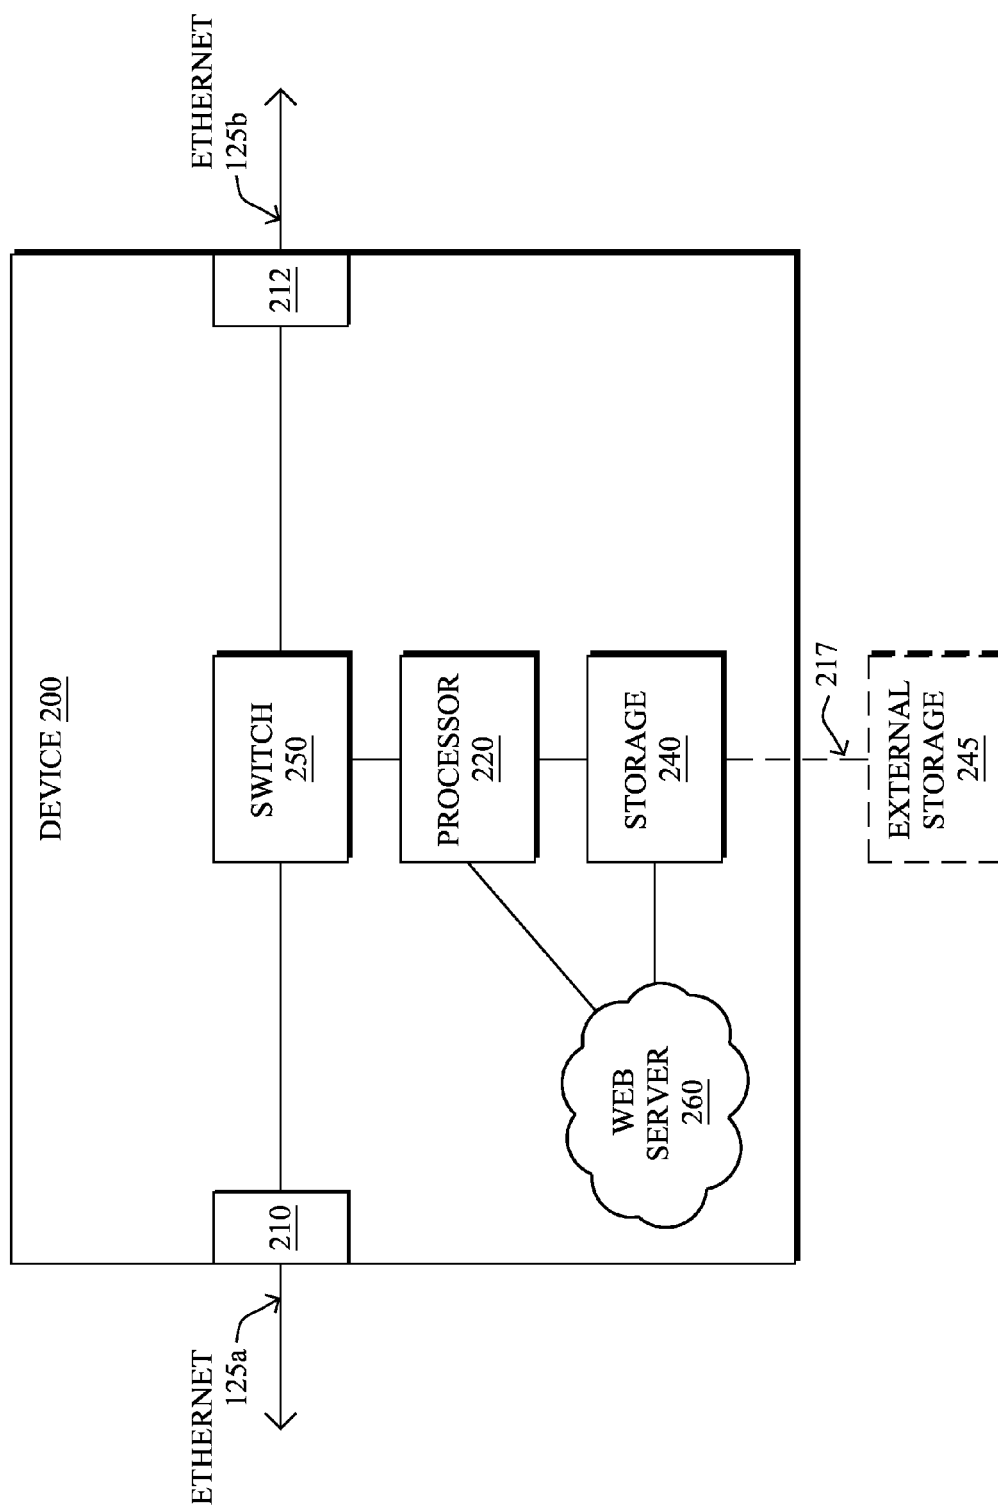 DEVICE 200
ETHERNET
125a
210
SWITCH
250
212
ETHERNET
125b
PROCESSOR
220
WEB
SERVER
260
STORAGE
240
217
EXTERNAL
STORAGE
245